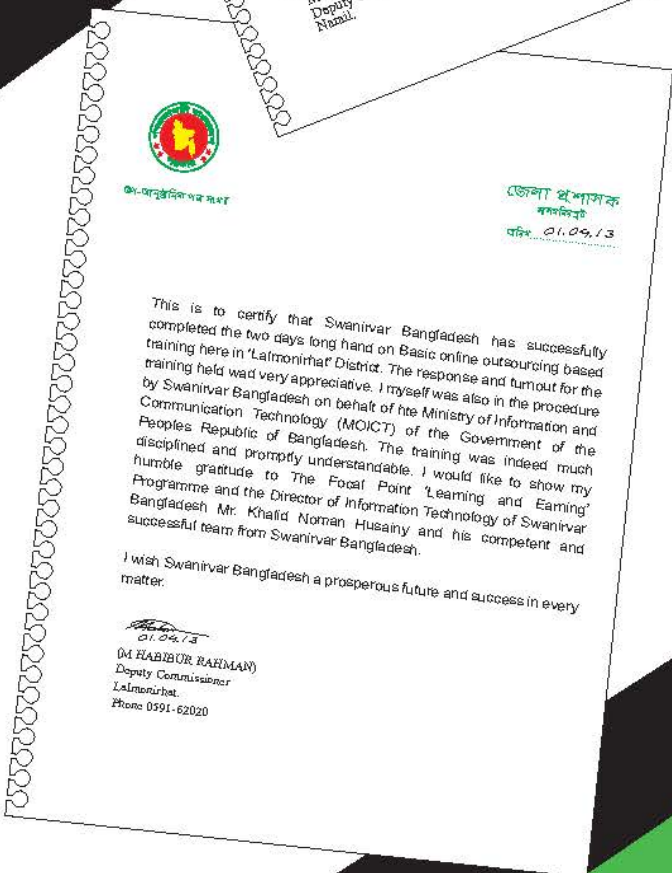 Deputy
জেলা প্রশাসক
লালমনিরহাট
তারিখ 01.04.13
This is to certify that Swanirvar Bangladesh has successfully
completed the two days long hand on Basic online outsourcing based
training here in 'Lalmonirhat' District. The response and turnout for the
training held wad very appreciative. I myself was also in the procedure
by Swanirvar Bangladesh on behalf of hte Ministry of Information and
Communication Technology (MOICT) of the Government of the
Peoples Republic of Bangladesh. The training was indeed much
disciplined and promptly understandable. I would like to show my
humble gratitude to The Focal Point 'Learning and Earning'
Programme and the Director of Information Technology of Swanirvar
Bangladesh Mr. Khalid Noman Husainy and his competent and
successful team from Swanirvar Bangladesh.
I wish Swanirvar Bangladesh a prosperous future and success in every
matter.
01.04.13
(M HABIBUR RAHMAN)
Deputy Commissioner
Lalmonirhat.
Phone 0591-62020